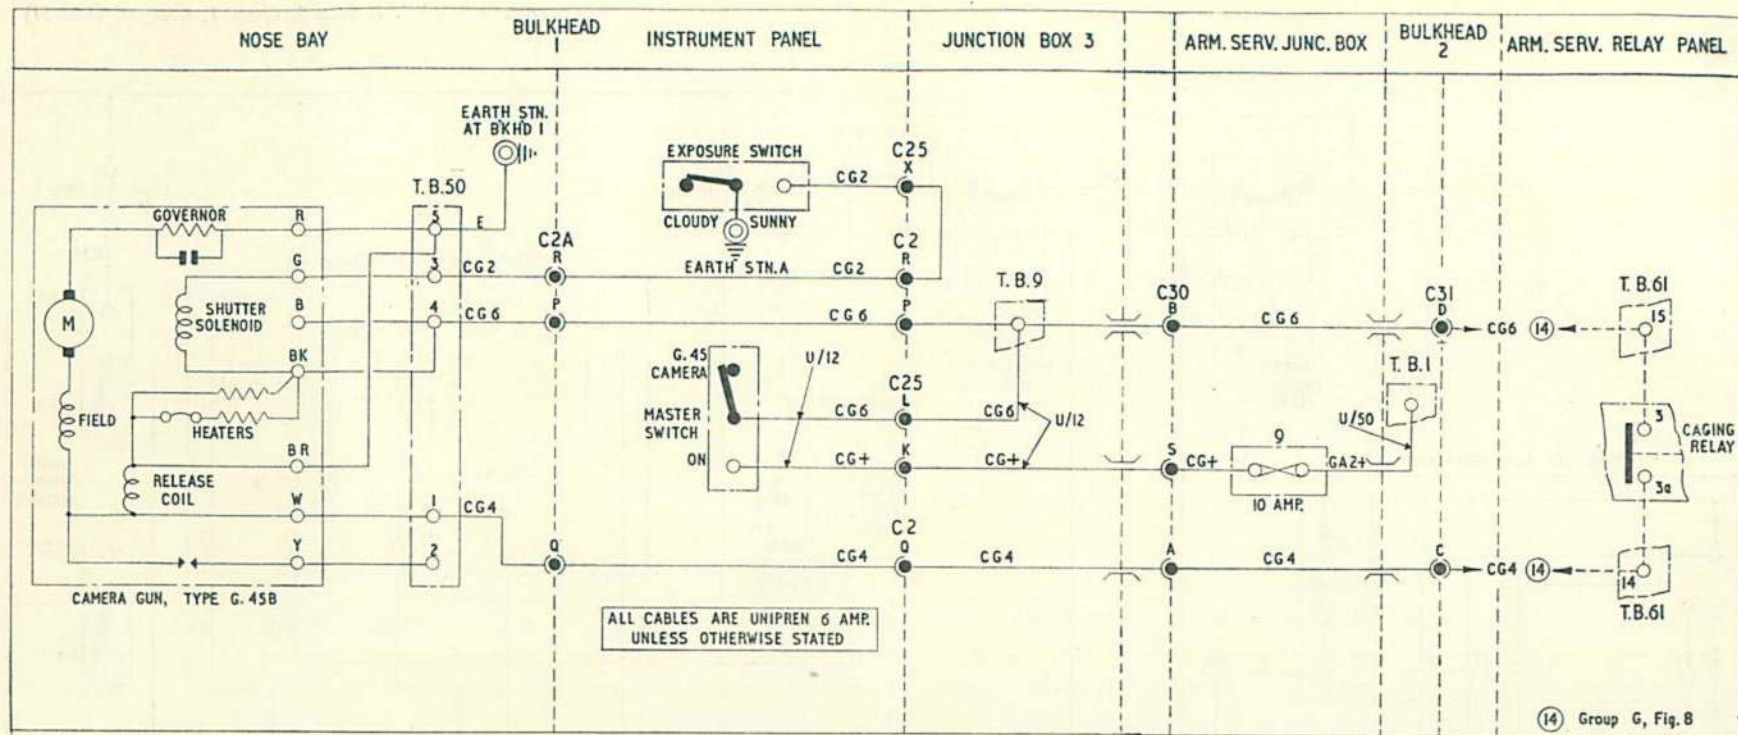 NOSE BAY
BULKHEAD
1
INSTRUMENT PANEL
JUNCTION BOX 3
ARM. SERV. JUNC. BOX
BULKHEAD
2
ARM. SERV. RELAY PANEL
EARTH STN.
AT BKHD 1
T.B.50
GOVERNOR
R
5
E
G
3
CG2
SHUTTER
SOLENOID
B
4
CG6
M
BK
FIELD
HEATERS
BR
RELEASE
COIL
W
1
CG4
Y
2
CAMERA GUN, TYPE G.45B
C2A
R
P
Q
EXPOSURE SWITCH
CLOUDY
SUNNY
EARTH STN.A
CG2
C25
X
CG2
C2
R
CG6
P
G.45
CAMERA
U/12
MASTER
SWITCH
CG6
C25
L
ON
CG+
K
C2
CG4
Q
ALL CABLES ARE UNIPREN 6 AMP.
UNLESS OTHERWISE STATED
T.B.9
CG6
U/12
CG+
CG4
C30
B
CG6
S
CG+
9
GA2+
10 AMP.
U/50
T.B.1
A
CG4
C31
D
CG6
14
C
CG4
14
T.B.61
15
3
CAGING
RELAY
3a
14
T.B.61
14 Group G, Fig. 8